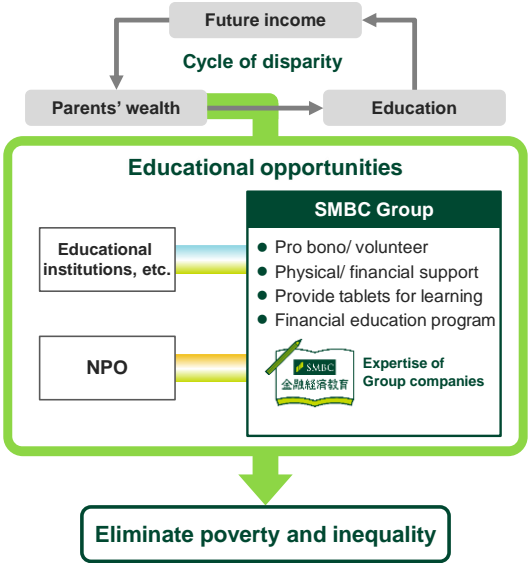 Future income
Cycle of disparity
Parents’ wealth
Education
Educational opportunities
Educational
institutions, etc.
NPO
SMBC Group
● Pro bono/ volunteer
● Physical/ financial support
● Provide tablets for learning
● Financial education program
SMBC
金融経済教育
Expertise of
Group companies
Eliminate poverty and inequality